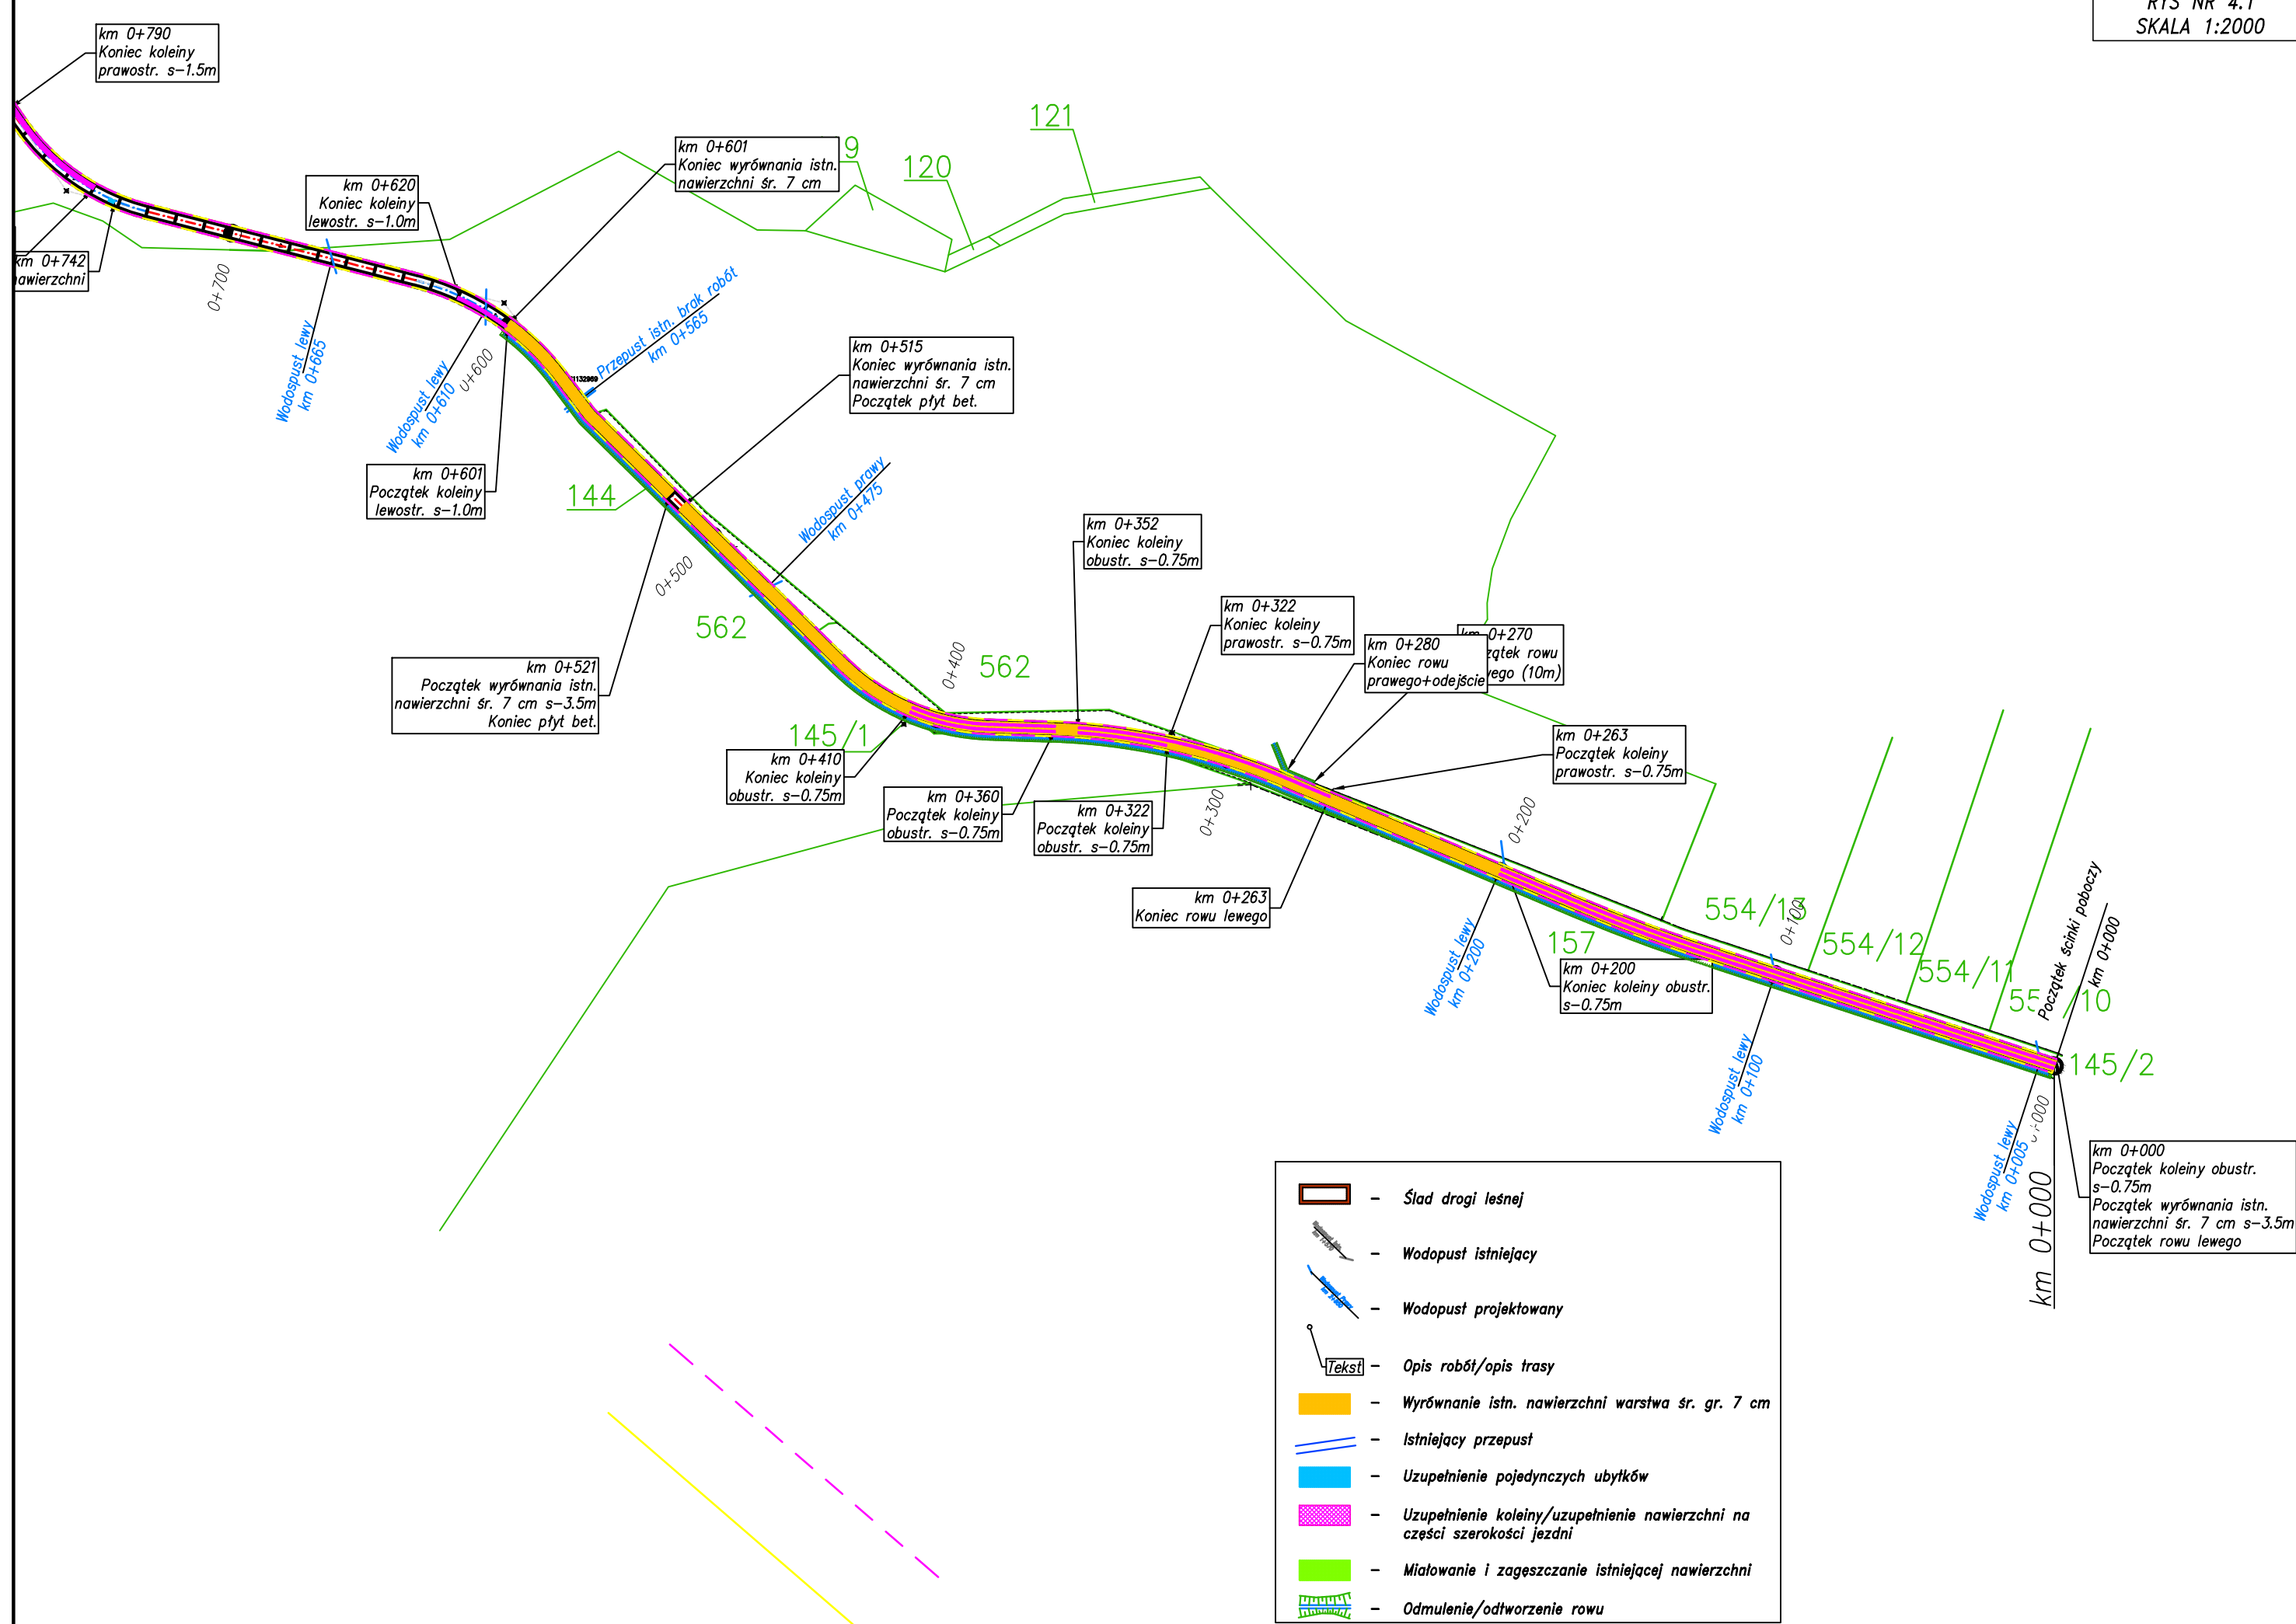 RYS NR 4.1
SKALA 1:2000
km 0+790
Koniec koleiny
prawostr. s-1.5m
km 0+601
Koniec wyrównania istn.
nawierzchni śr. 7 cm
9
120
121
km 0+620
Koniec koleiny
lewostr. s-1.0m
km 0+742
nawierzchni
0+700
Wodospust lewy
km 0+665
Wodospust lewy
km 0+610
0+600
Przepust istn. brak robót
km 0+565
1132989
km 0+515
Koniec wyrównania istn.
nawierzchni śr. 7 cm
Początek płyt bet.
km 0+601
Początek koleiny
lewostr. s-1.0m
144
Wodospust prawy
km 0+475
0+500
562
km 0+352
Koniec koleiny
obustr. s-0.75m
km 0+322
Koniec koleiny
prawostr. s-0.75m
km 0+280
Koniec rowu
prawego+odejście
0+270
rowu
(10m)
km 0+521
Początek wyrównania istn.
nawierzchni śr. 7 cm s-3.5m
Koniec płyt bet.
0+400
562
145/1
km 0+410
Koniec koleiny
obustr. s-0.75m
km 0+263
Początek koleiny
prawostr. s-0.75m
km 0+360
Początek koleiny
obustr. s-0.75m
km 0+322
Początek koleiny
obustr. s-0.75m
0+300
0+200
km 0+263
Koniec rowu lewego
Wodospust lewy
km 0+200
157
km 0+200
Koniec koleiny obustr.
s-0.75m
554/13
0+100
554/12
554/11
55 /10
Początek ścinki poboczy
km 0+000
145/2
Wodospust lewy
km 0+100
Wodospust lewy
km 0+005
km 0+000
km 0+000
Początek koleiny obustr.
s-0.75m
Początek wyrównania istn.
nawierzchni śr. 7 cm s-3.5m
Początek rowu lewego
- Ślad drogi leśnej
- Wodopust istniejący
- Wodopust projektowany
Tekst - Opis robót/opis trasy
- Wyrównanie istn. nawierzchni warstwa śr. gr. 7 cm
- Istniejący przepust
- Uzupełnienie pojedynczych ubytków
- Uzupełnienie koleiny/uzupełnienie nawierzchni na
części szerokości jezdni
- Miałowanie i zagęszczanie istniejącej nawierzchni
- Odmulenie/odtworzenie rowu